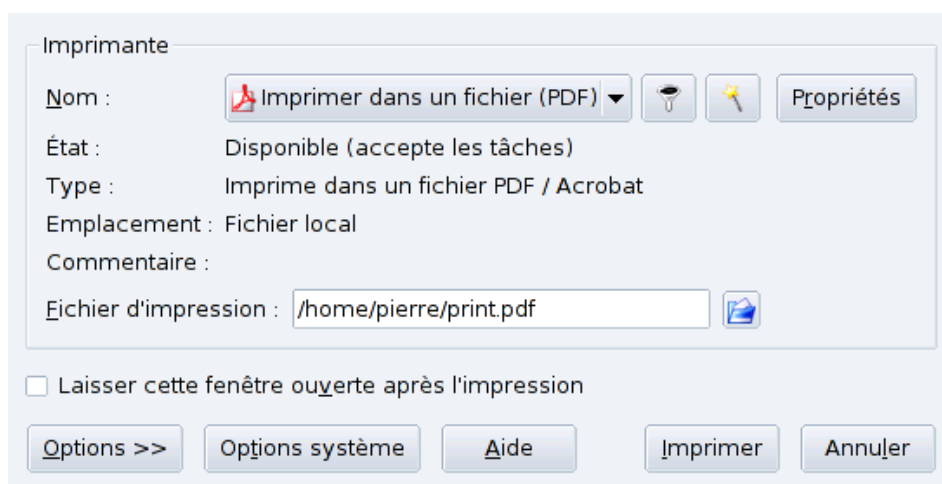 Imprimante
Nom : Imprimer dans un fichier (PDF) Propriétés
État : Disponible (accepte les tâches)
Type : Imprime dans un fichier PDF / Acrobat
Emplacement : Fichier local
Commentaire :
Fichier d'impression : /home/pierre/print.pdf
Laisser cette fenêtre ouverte après l'impression
Options >> Options système Aide Imprimer Annuler